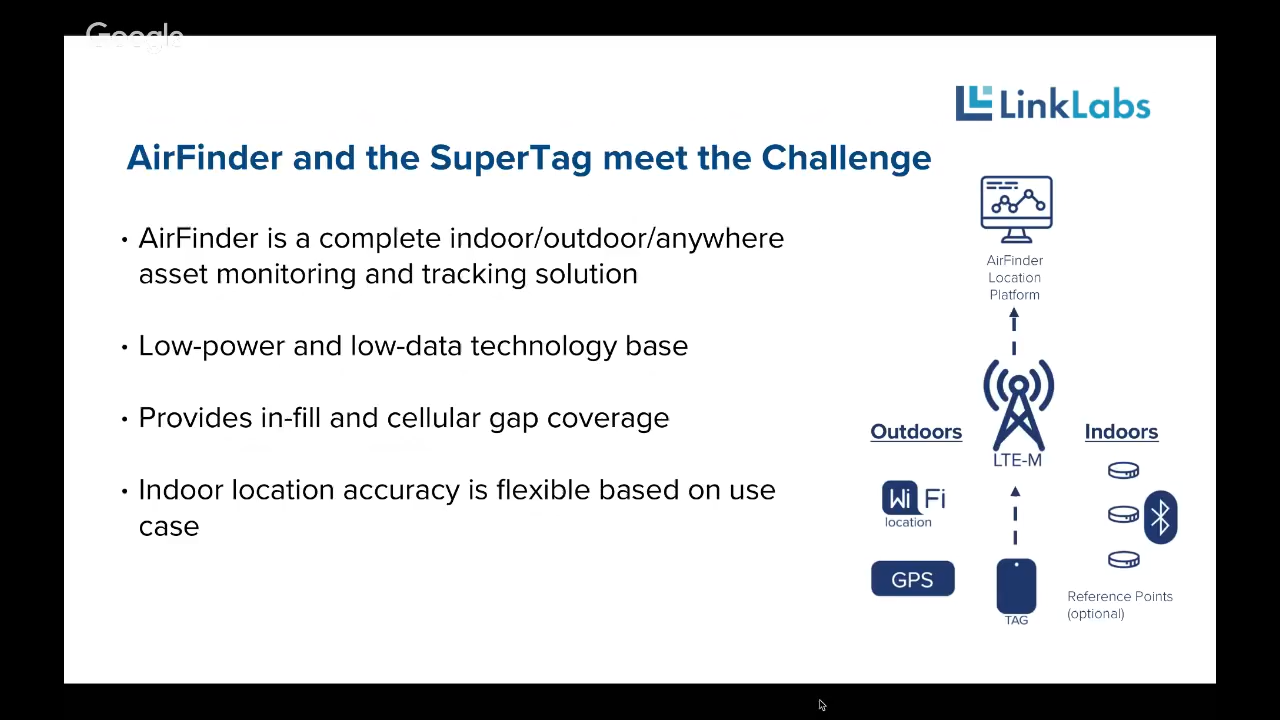 Google
LinkLabs
AirFinder and the SuperTag meet the Challenge
• AirFinder is a complete indoor/outdoor/anywhere
asset monitoring and tracking solution
• Low-power and low-data technology base
• Provides in-fill and cellular gap coverage
• Indoor location accuracy is flexible based on use
case
AirFinder
Location
Platform
LTE-M
Outdoors
WiFi
location
GPS
TAG
Indoors
Reference Points
(optional)